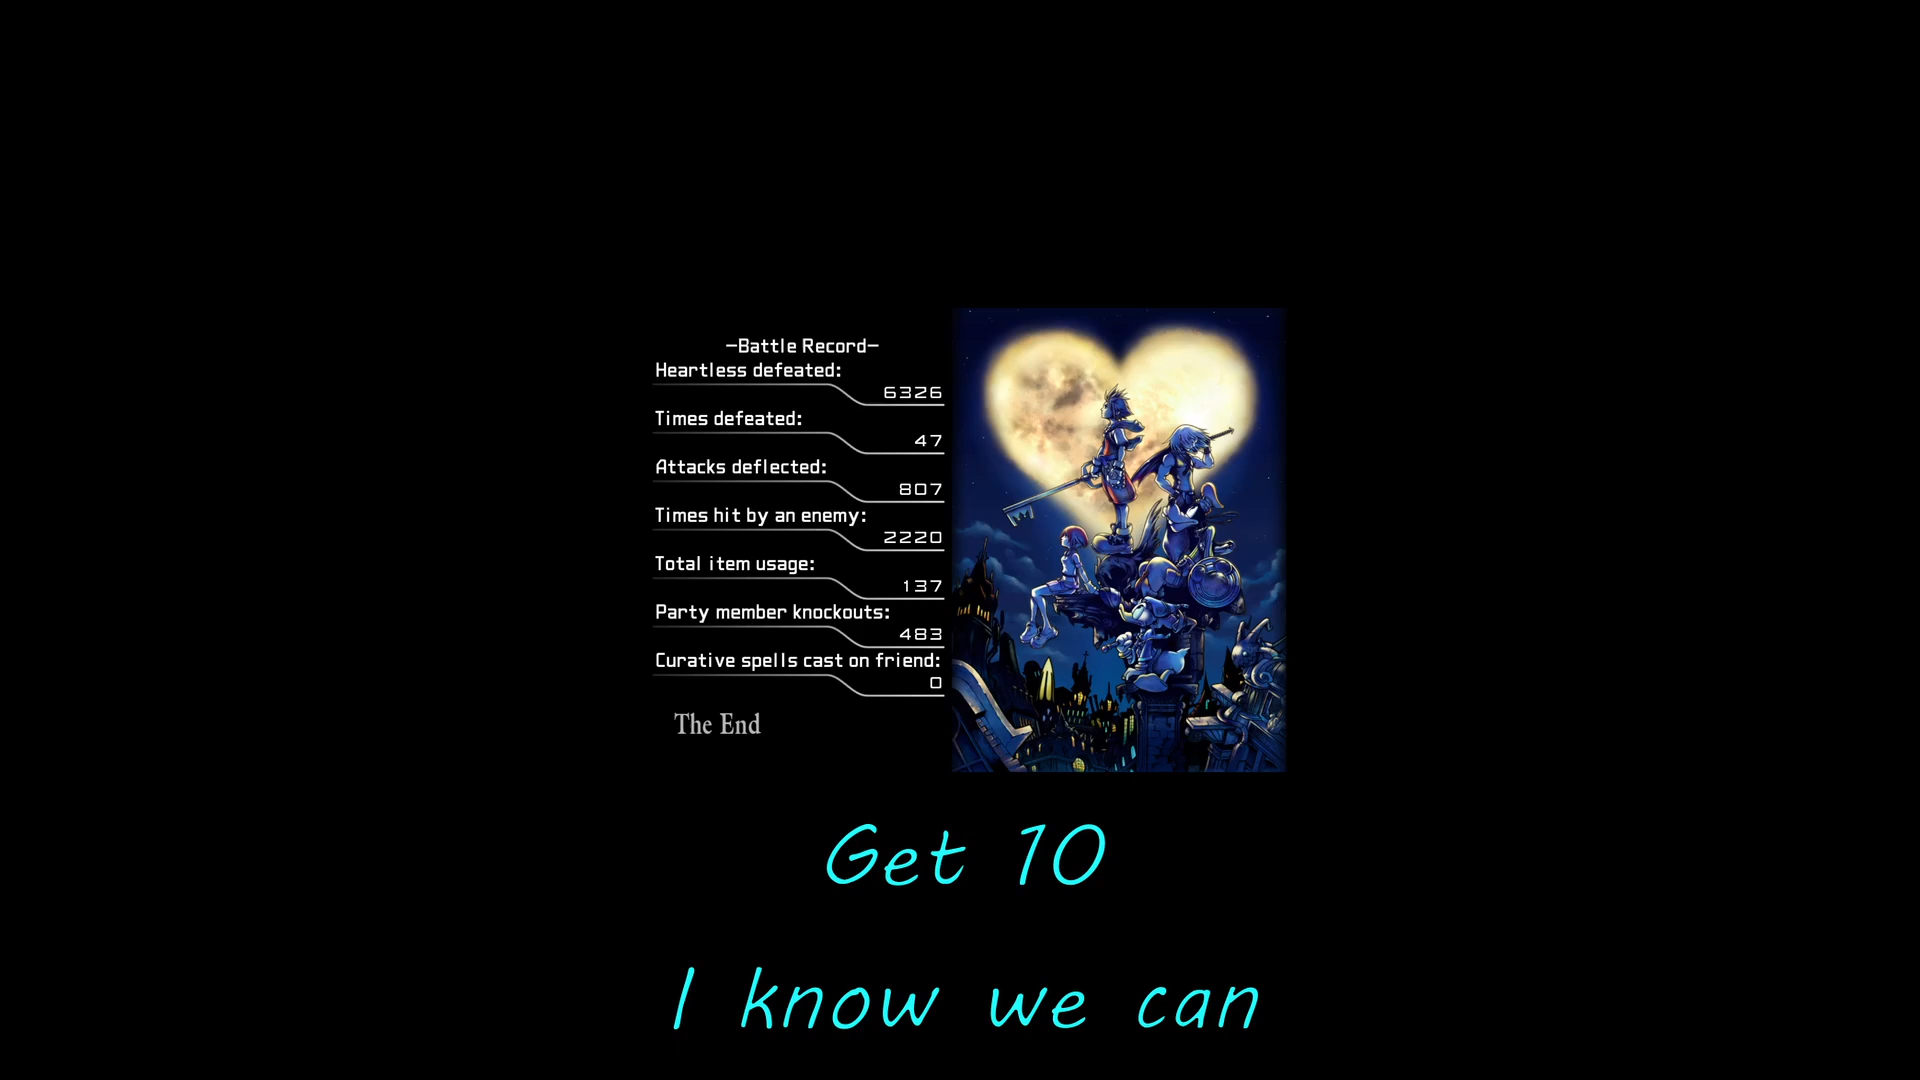 -Battle Record-
Heartless defeated:
6326
Times defeated:
47
Attacks deflected:
807
Times hit by an enemy:
2220
Total item usage:
137
Party member knockouts:
483
Curative spells cast on friend:
0
The End
Get 10
I know we can